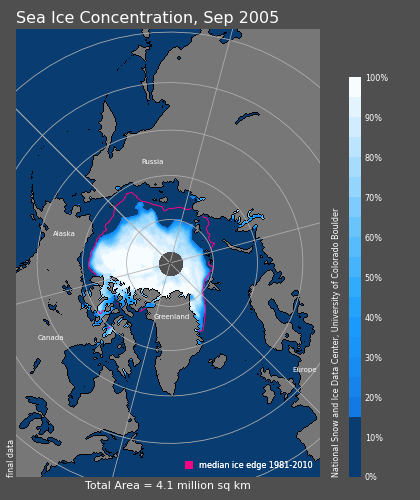 Sea Ice Concentration, Sep 2005
Russia
Alaska
Greenland
Canada
Europe
median ice edge 1981-2010
Total Area = 4.1 million sq km
final data
National Snow and Ice Data Center, University of Colorado Boulder
100%
90%
80%
70%
60%
50%
40%
30%
20%
10%
0%